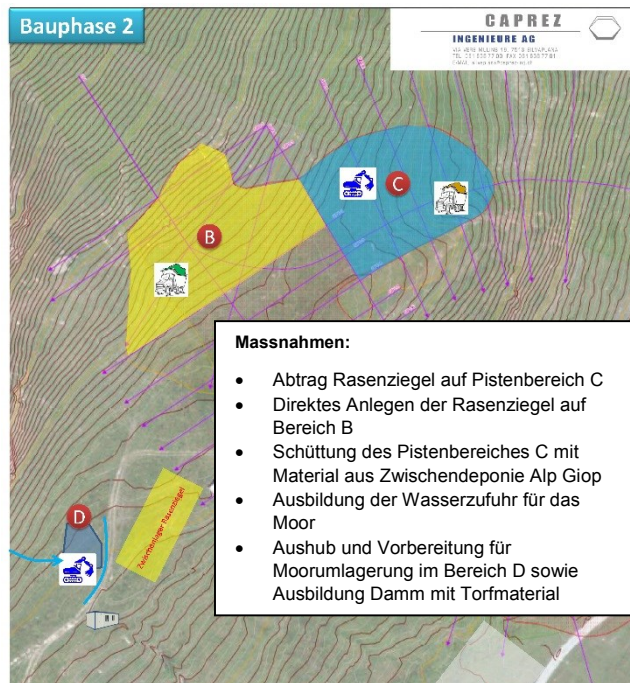 Bauphase 2
CAPREZ
INGENIEURE AG
B
C
Massnahmen:
• Abtrag Rasenziegel auf Pistenbereich C
• Direktes Anlegen der Rasenziegel auf
Bereich B
• Schüttung des Pistenbereiches C mit
Material aus Zwischendeponie Alp Giop
• Ausbildung der Wasserzufuhr für das
Moor
• Aushub und Vorbereitung für
Moorumlagerung im Bereich D sowie
Ausbildung Damm mit Torfmaterial
D
Zwischenlager Rasenziegel